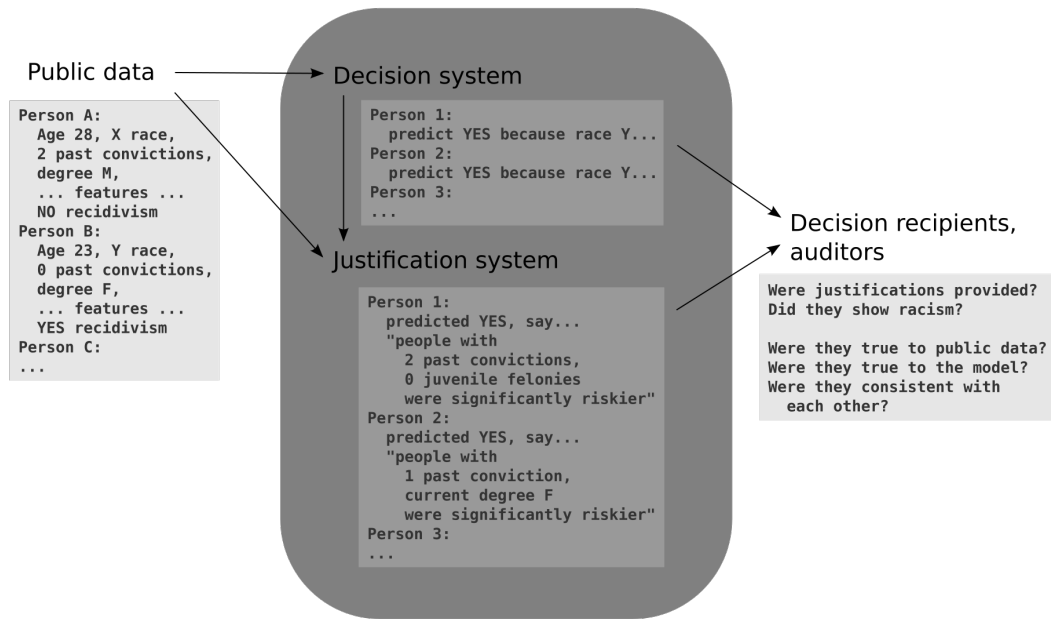 Public data
Person A:
Age 28, X race,
2 past convictions,
degree M,
... features ...
NO recidivism
Person B:
Age 23, Y race,
0 past convictions,
degree F,
... features ...
YES recidivism
Person C:
...
Decision system
Person 1:
predict YES because race Y...
Person 2:
predict YES because race Y...
Person 3:
...
Justification system
Person 1:
predicted YES, say...
"people with
2 past convictions,
0 juvenile felonies
were significantly riskier"
Person 2:
predicted YES, say...
"people with
1 past conviction,
current degree F
were significantly riskier"
Person 3:
...
Decision recipients,
auditors
Were justifications provided?
Did they show racism?
Were they true to public data?
Were they true to the model?
Were they consistent with
each other?